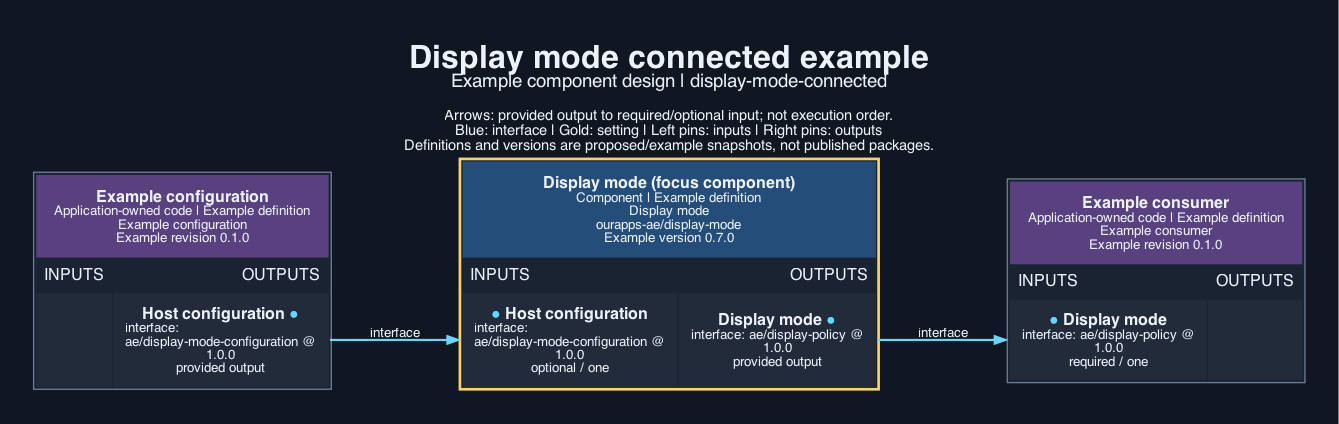 Display mode connected example
Example component design | display-mode-connected
Arrows: provided output to required/optional input; not execution order.
Blue: interface | Gold: setting | Left pins: inputs | Right pins: outputs
Definitions and versions are proposed/example snapshots, not published packages.
Example configuration
Application-owned code | Example definition
Example configuration
Example revision 0.1.0
INPUTS
OUTPUTS
Host configuration
interface:
ae/display-mode-configuration @
1.0.0
provided output
interface
Display mode (focus component)
Component | Example definition
Display mode
ourapps-ae/display-mode
Example version 0.7.0
INPUTS
OUTPUTS
Host configuration
interface:
ae/display-mode-configuration @
1.0.0
optional / one
Display mode
interface: ae/display-policy @
1.0.0
provided output
interface
Example consumer
Application-owned code | Example definition
Example consumer
Example revision 0.1.0
INPUTS
OUTPUTS
Display mode
interface: ae/display-policy @
1.0.0
required / one